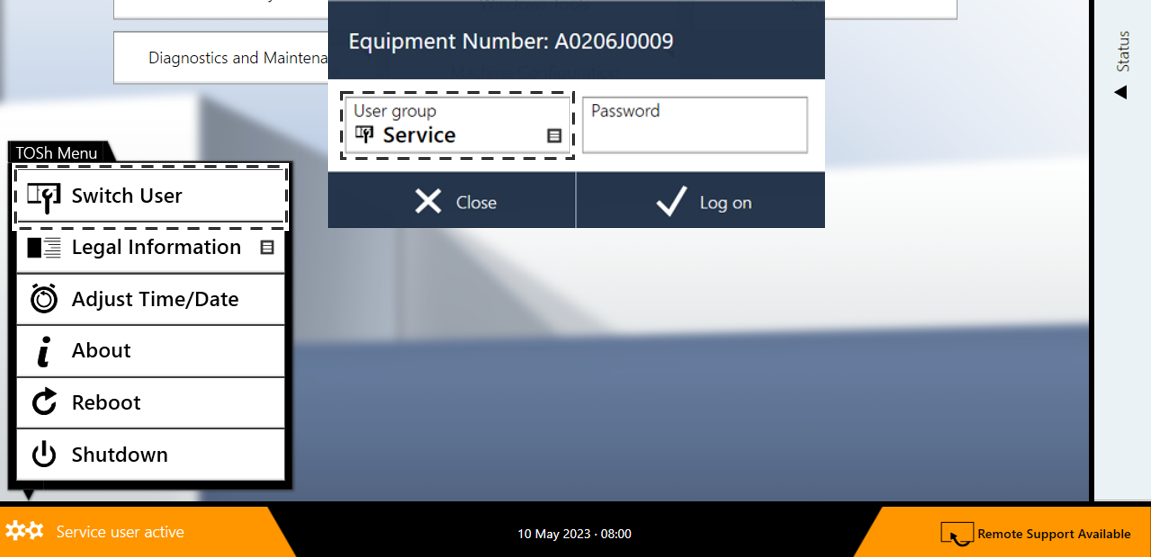 Equipment Number: A0206J0009
Diagnostics and Maintena
User group
Service
Password
Close
Log on
Status
TOSh Menu
Switch User
Legal Information
Adjust Time/Date
About
Reboot
Shutdown
Service user active
10 May 2023 · 08:00
Remote Support Available